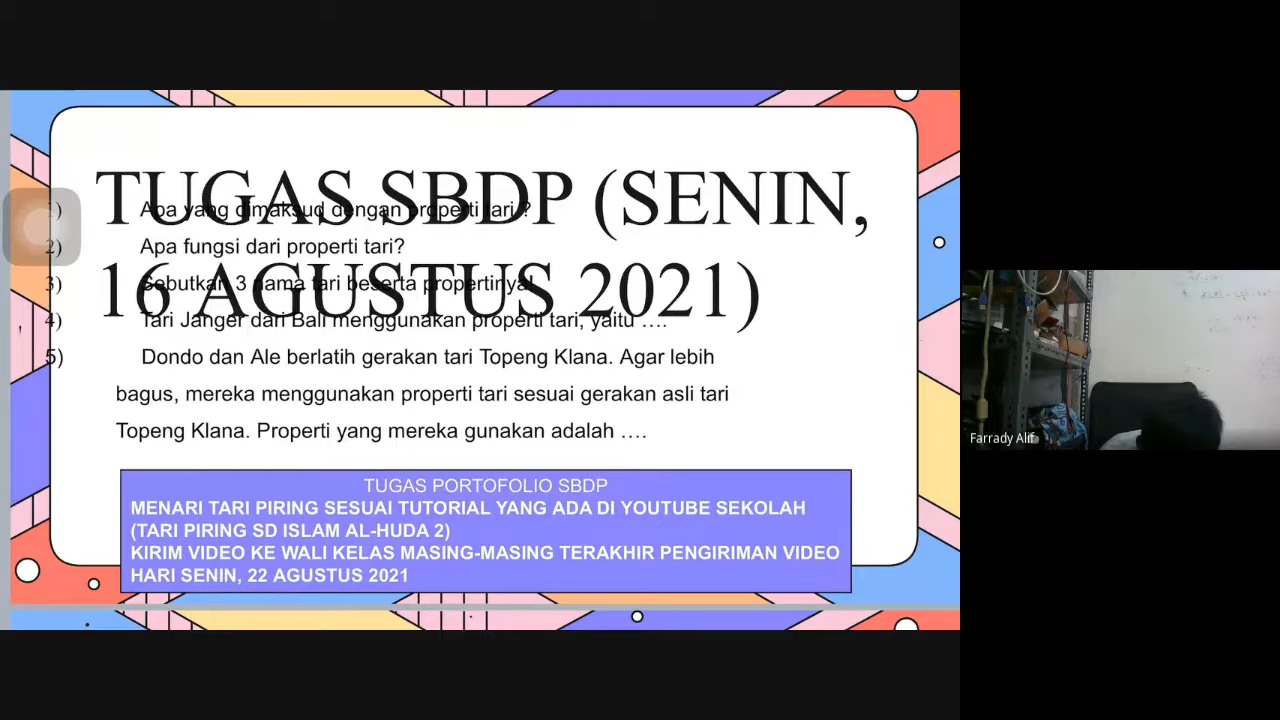 TUGAS SBDP (SENIN,
16 AGUSTUS 2021)
1) Apa yang dimaksud dengan properti tari ?
2) Apa fungsi dari properti tari?
3) Sebutkan 3 nama tari beserta propertinya!
4) Tari Janger dari Bali menggunakan properti tari, yaitu ….
5) Dondo dan Ale berlatih gerakan tari Topeng Klana. Agar lebih
bagus, mereka menggunakan properti tari sesuai gerakan asli tari
Topeng Klana. Properti yang mereka gunakan adalah ….
TUGAS PORTOFOLIO SBDP
MENARI TARI PIRING SESUAI TUTORIAL YANG ADA DI YOUTUBE SEKOLAH
(TARI PIRING SD ISLAM AL-HUDA 2)
KIRIM VIDEO KE WALI KELAS MASING-MASING TERAKHIR PENGIRIMAN VIDEO
HARI SENIN, 22 AGUSTUS 2021
Farrady Alif